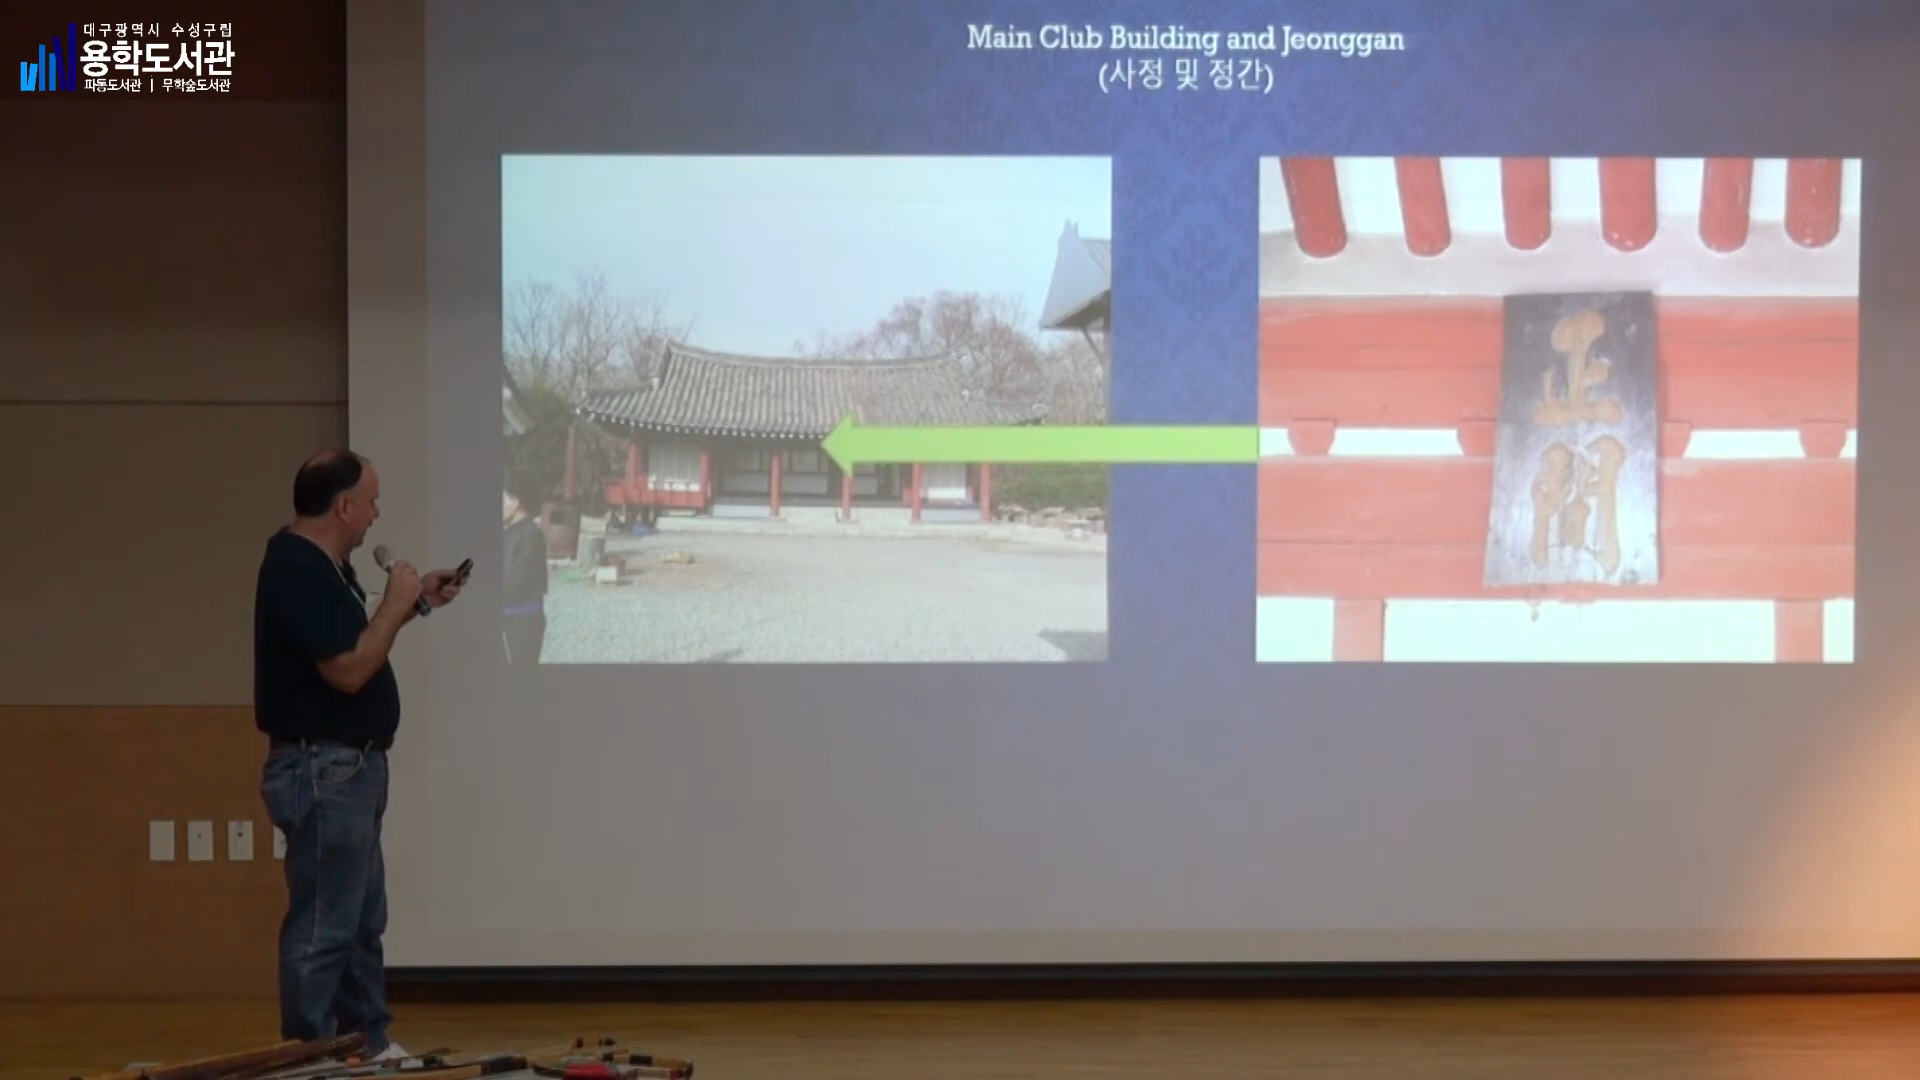 대구광역시 수성구립
용학도서관
파동도서관 | 무학숲도서관
Main Club Building and Jeonggan
(사정 및 정간)
正
間